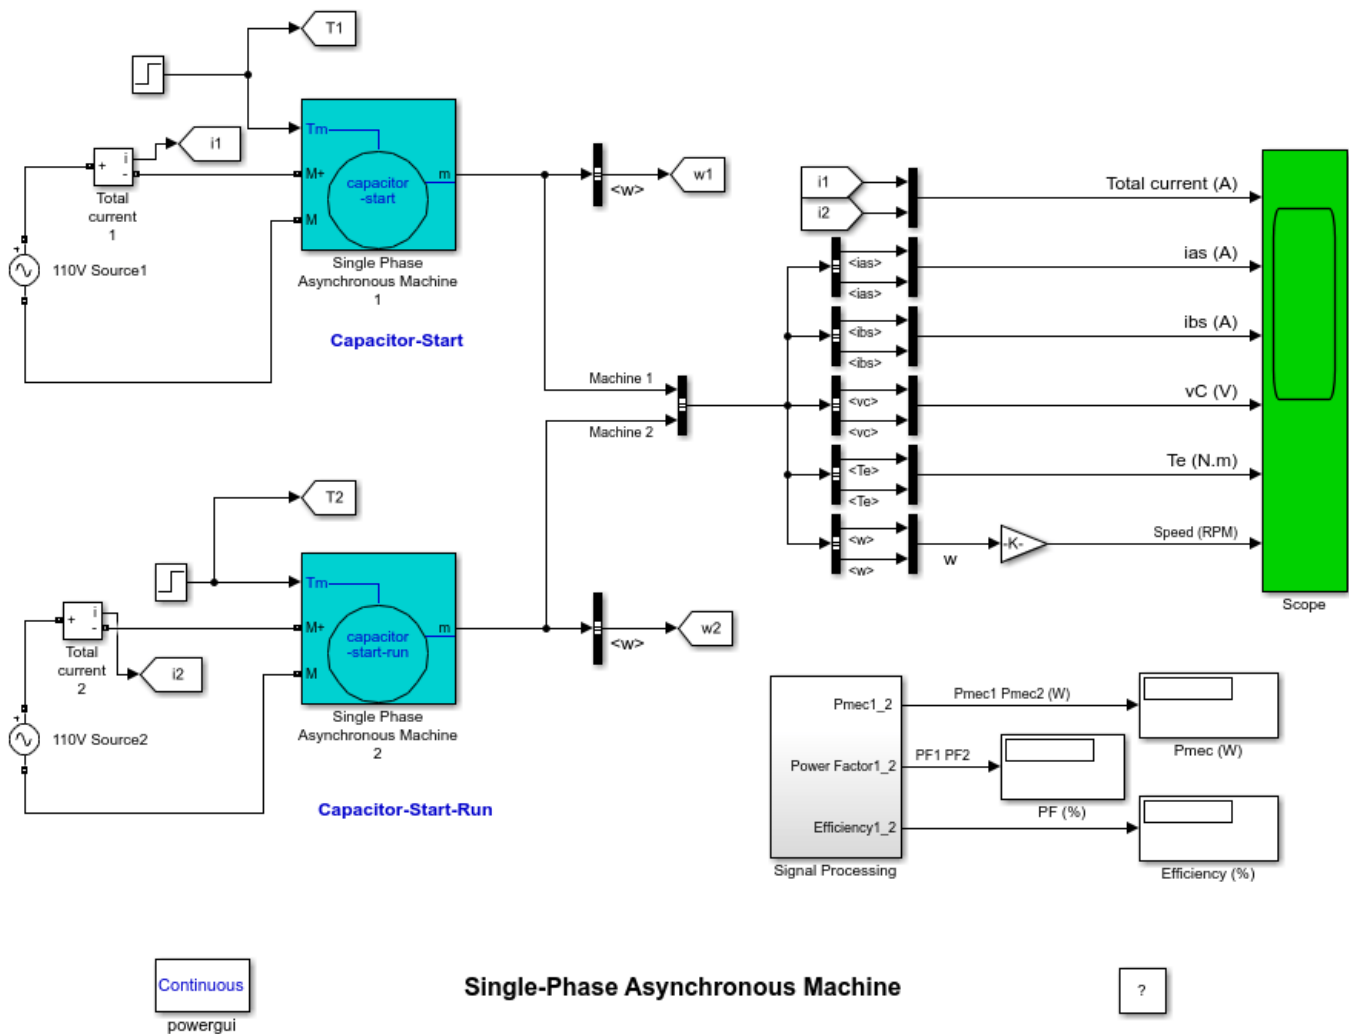 T1
i1
+
i
-
Total
current
1
Tm
M+
M
m
capacitor
-start
Single Phase
Asynchronous Machine
1
+
110V Source1
Capacitor-Start
<w>
w1
Machine 1
Machine 2
T2
+
i
-
Total
current
2
i2
Tm
M+
M
m
capacitor
-start-run
Single Phase
Asynchronous Machine
2
+
110V Source2
Capacitor-Start-Run
<w>
w2
i1
i2
<ias>
<ias>
<ibs>
<ibs>
<vc>
<vc>
<Te>
<Te>
<w>
<w>
w
-K-
Total current (A)
ias (A)
ibs (A)
vC (V)
Te (N.m)
Speed (RPM)
Scope
Pmec1_2
Power Factor1_2
Efficiency1_2
Signal Processing
Pmec1 Pmec2 (W)
PF1 PF2
Pmec (W)
PF (%)
Efficiency (%)
Continuous
powergui
Single-Phase Asynchronous Machine
?